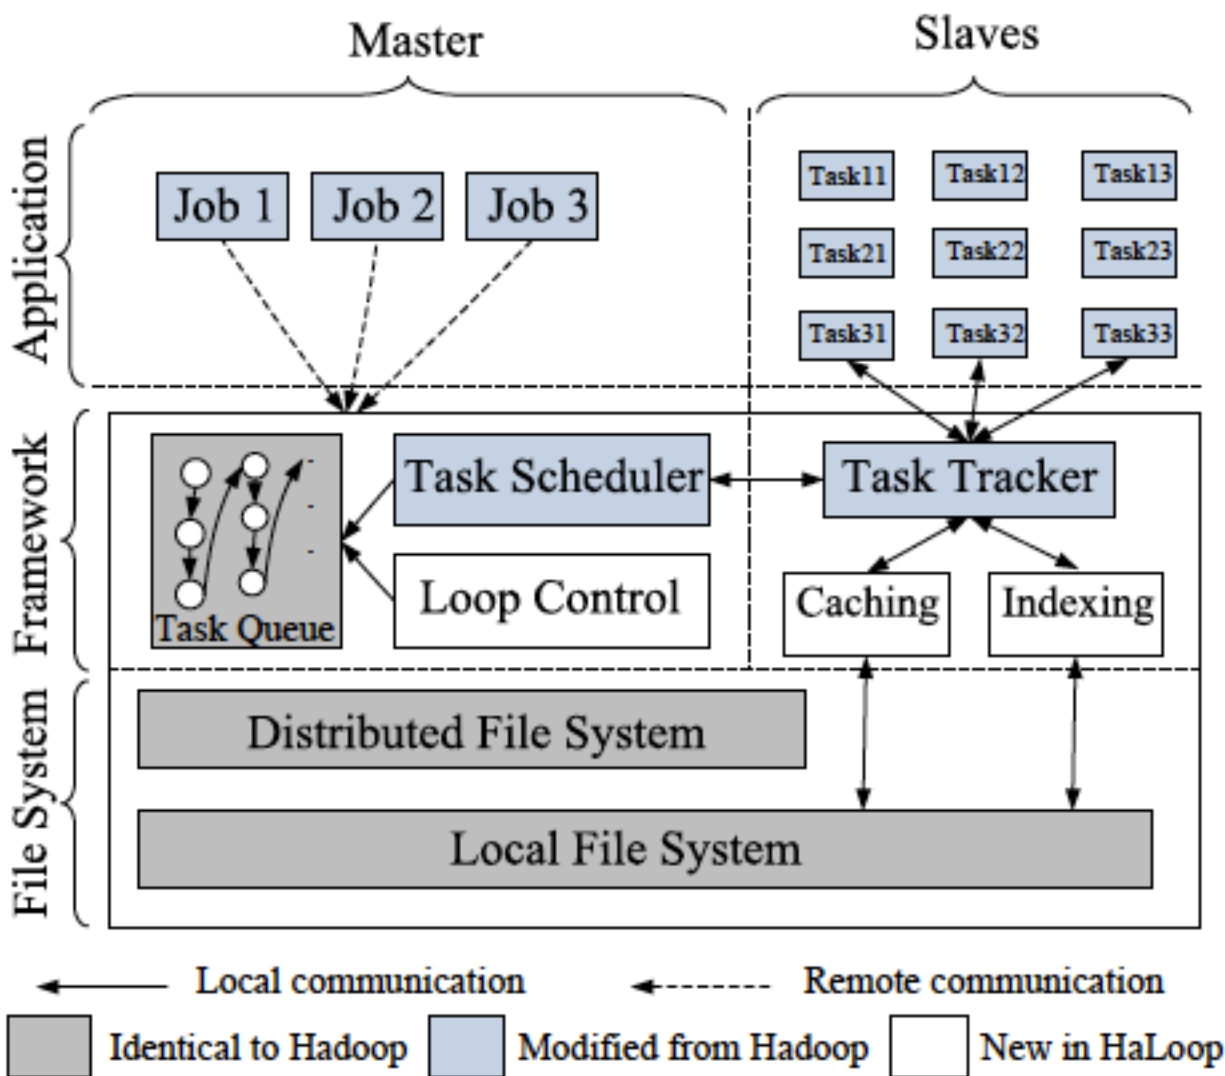 Master
Slaves
Application
Job 1
Job 2
Job 3
Task11
Task12
Task13
Task21
Task22
Task23
Task31
Task32
Task33
Framework
Task Queue
Task Scheduler
Loop Control
Task Tracker
Caching
Indexing
File System
Distributed File System
Local File System
Local communication
Remote communication
Identical to Hadoop
Modified from Hadoop
New in HaLoop